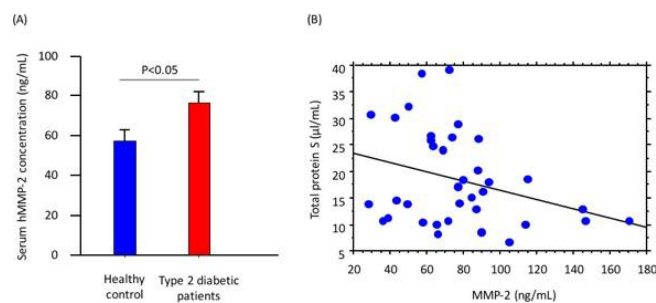 (A)
Serum hMMP-2 concentration (ng/mL)
100
80
60
40
20
0
P<0.05
Healthy
control
Type 2 diabetic
patients
(B)
Total protein S (µl/mL)
40
35
30
25
20
15
10
5
20 40 60 80 100 120 140 160 180
MMP-2 (ng/mL)